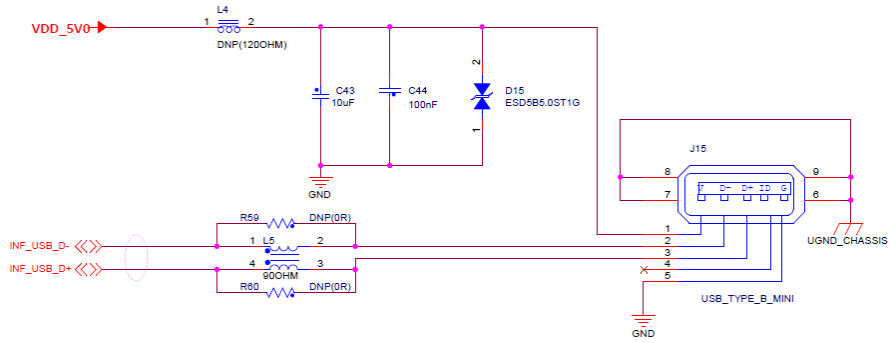 L4
VDD_5V0
1 2
DNP(120OHM)
C43
10uF
C44
100nF
2
D15
ESD5B5.0ST1G
1
GND
J15
8 9
V D- D+ ID G
7 6
UGND_CHASSIS
1
2
3
4
5
USB_TYPE_B_MINI
GND
R59 DNP(0R)
INF_USB_D- 1 L5 2
INF_USB_D+ 4 3
90OHM
R60 DNP(0R)